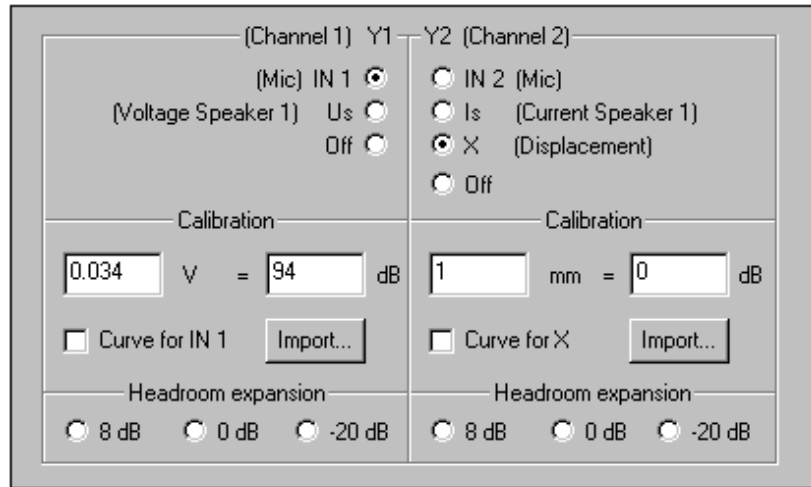 (Channel 1) Y1 Y2 (Channel 2)
(Mic) IN 1 IN 2 (Mic)
(Voltage Speaker 1) Us Is (Current Speaker 1)
Off X (Displacement)
Off
Calibration Calibration
0.034 V = 94 dB 1 mm = 0 dB
Curve for IN 1 Import... Curve for X Import...
Headroom expansion Headroom expansion
8 dB 0 dB -20 dB 8 dB 0 dB -20 dB